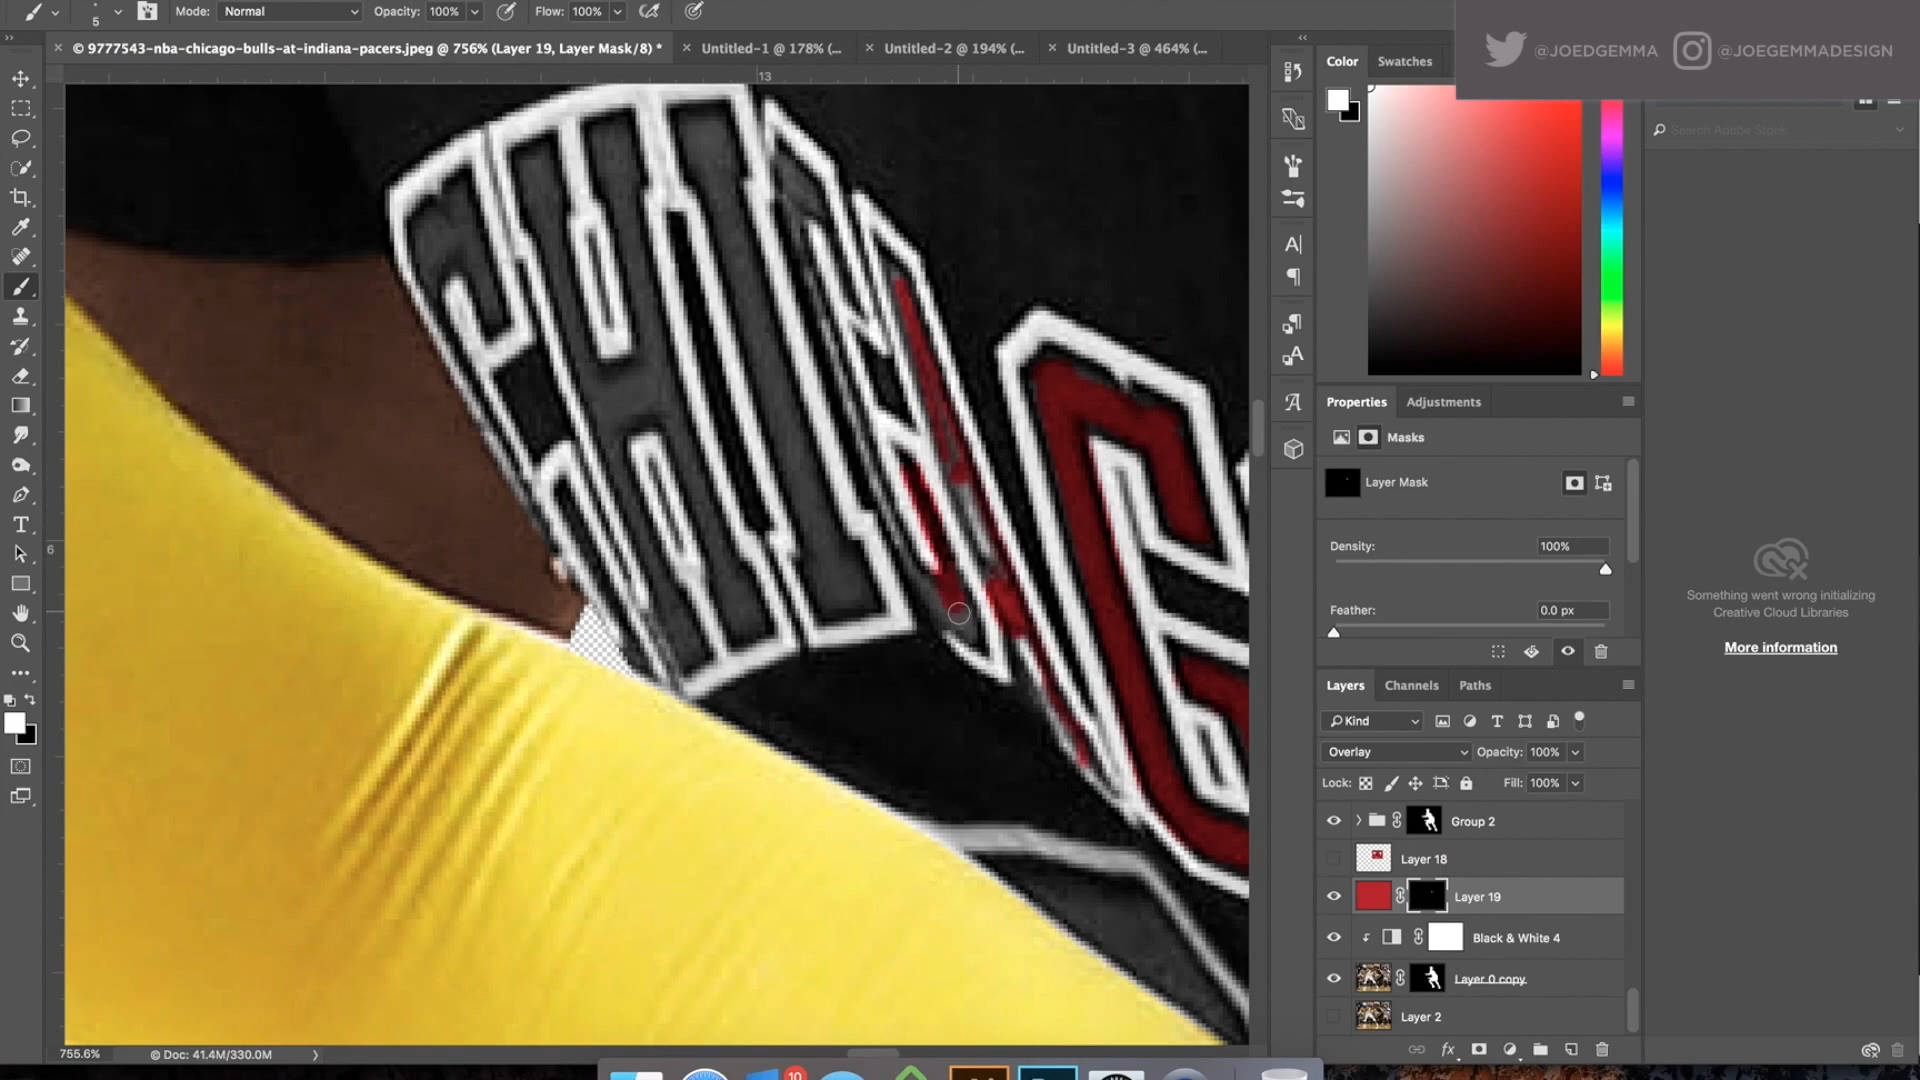 5
Mode: Normal Opacity: 100% Flow: 100%
@JOEDGEMMA @JOEGEMMADESIGN
© 9777543-nba-chicago-bulls-at-indiana-pacers.jpeg @ 756% (Layer 19, Layer Mask/8) * Untitled-1 @ 178% (... Untitled-2 @ 194% (... Untitled-3 @ 464% (...
Color Swatches
13
Search Adobe Stock
6
Properties Adjustments
Masks
Layer Mask
Density: 100%
Feather: 0.0 px
Something went wrong initializing
Creative Cloud Libraries
More information
Layers Channels Paths
Kind
Overlay Opacity: 100%
Lock: Fill: 100%
Group 2
Layer 18
Layer 19
Black & White 4
Layer 0 copy
Layer 2
755.6% © Doc: 41.4M/330.0M
10